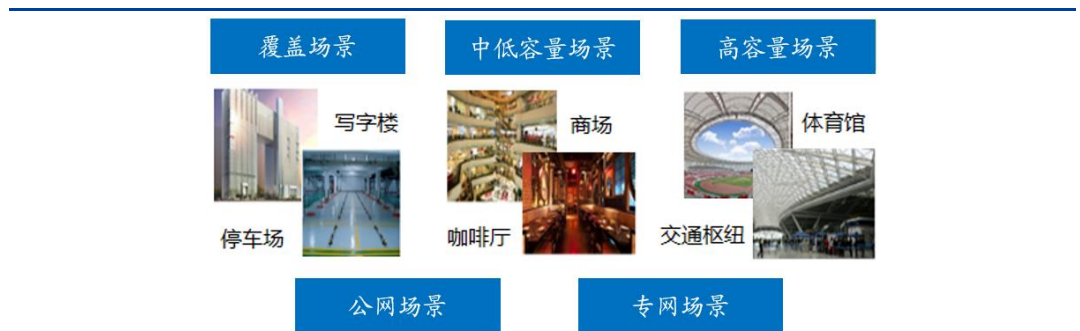 覆盖场景
中低容量场景
高容量场景
写字楼
商场
体育馆
停车场
咖啡厅
交通枢纽
公网场景
专网场景